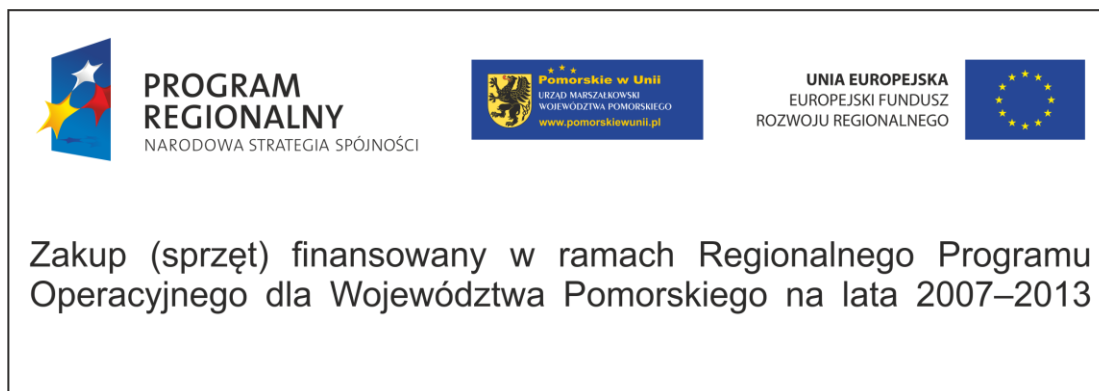 PROGRAM
REGIONALNY
NARODOWA STRATEGIA SPÓJNOŚCI
Pomorskie w Unii
URZĄD MARSZAŁKOWSKI
WOJEWÓDZTWA POMORSKIEGO
www.pomorskiewunii.pl
UNIA EUROPEJSKA
EUROPEJSKI FUNDUSZ
ROZWOJU REGIONALNEGO
Zakup (sprzęt) finansowany w ramach Regionalnego Programu
Operacyjnego dla Województwa Pomorskiego na lata 2007–2013